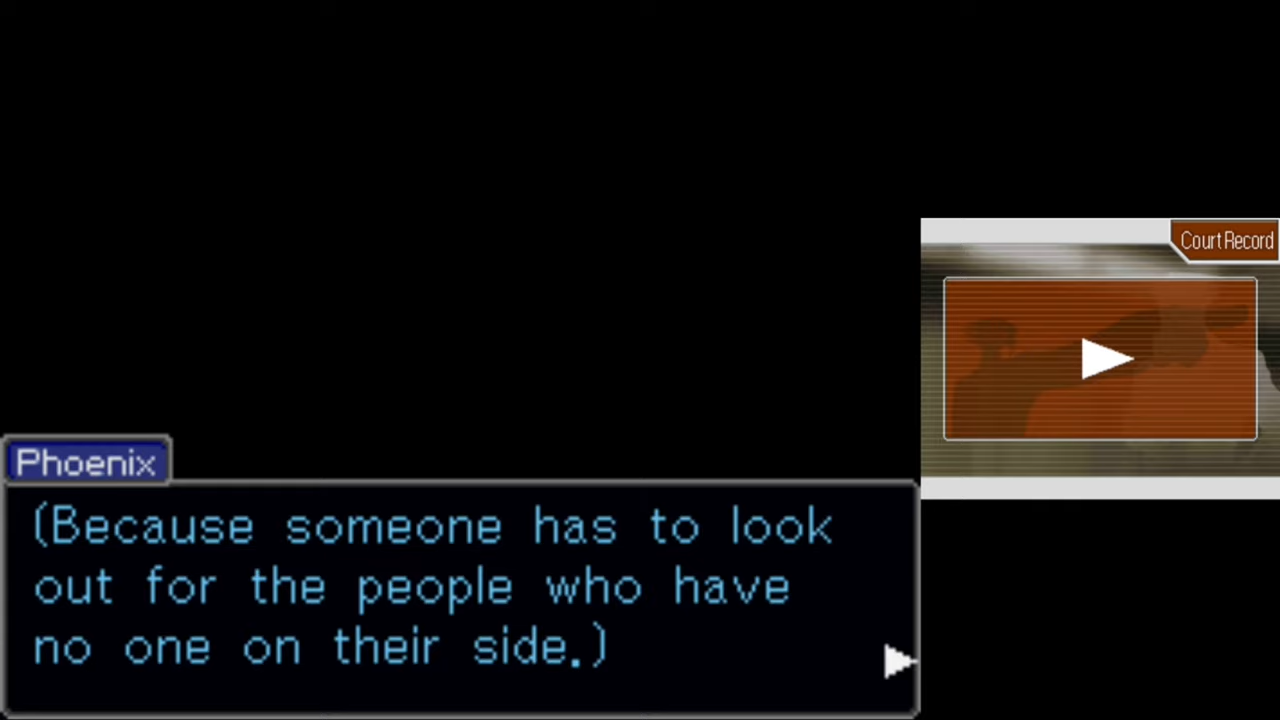 Court Record
Phoenix
(Because someone has to look
out for the people who have
no one on their side.)